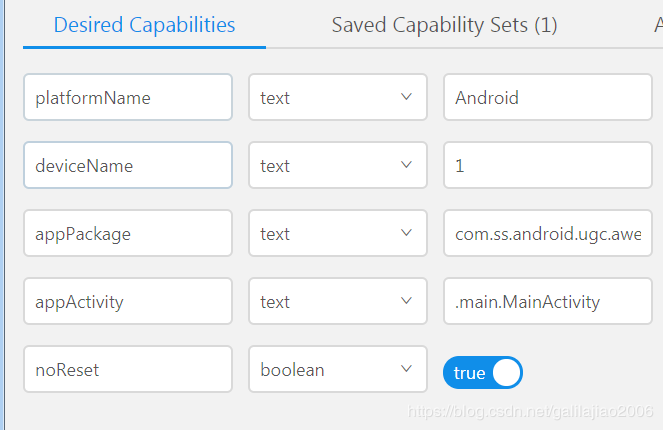 Desired Capabilities Saved Capability Sets (1) A
platformName text Android
deviceName text 1
appPackage text com.ss.android.ugc.awe
appActivity text .main.MainActivity
noReset boolean true
https://blog.csdn.net/galilajiao2006